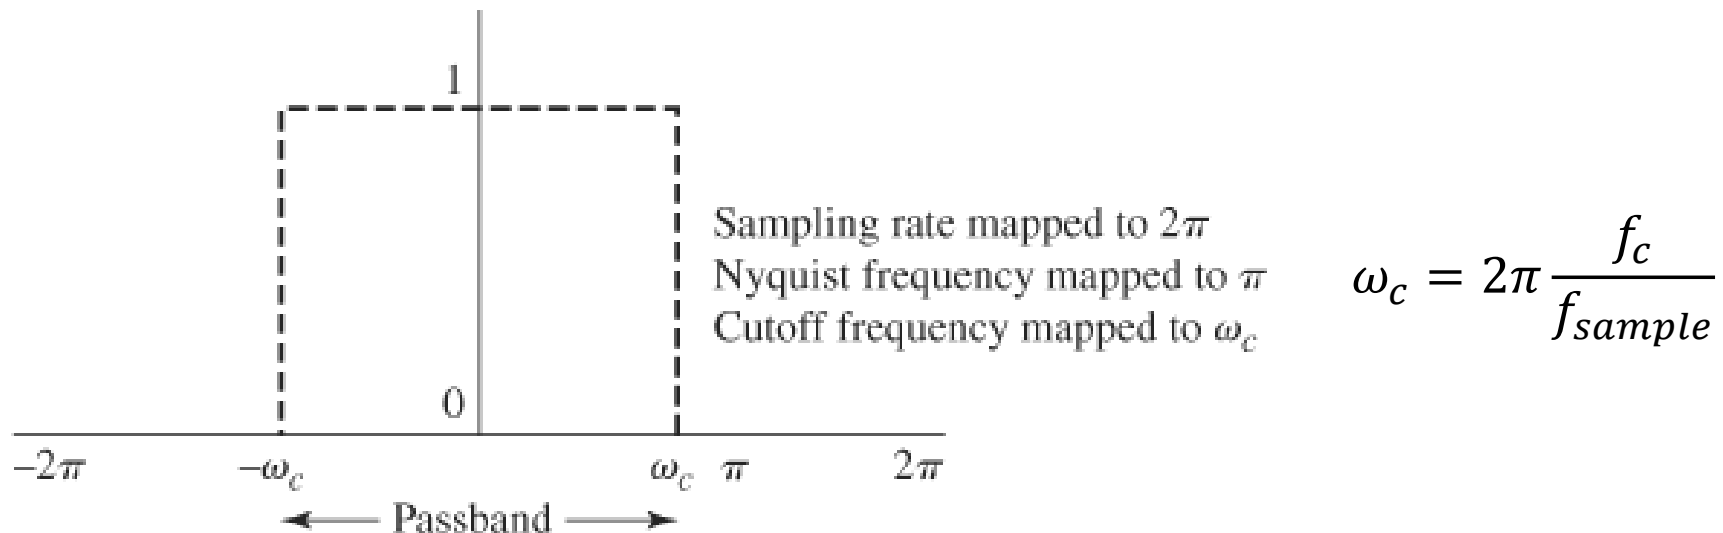 1
Sampling rate mapped to 2π
Nyquist frequency mapped to π
Cutoff frequency mapped to ω_c
ω_c = 2π f_c / f_sample
0
–2π –ω_c ω_c π 2π
Passband